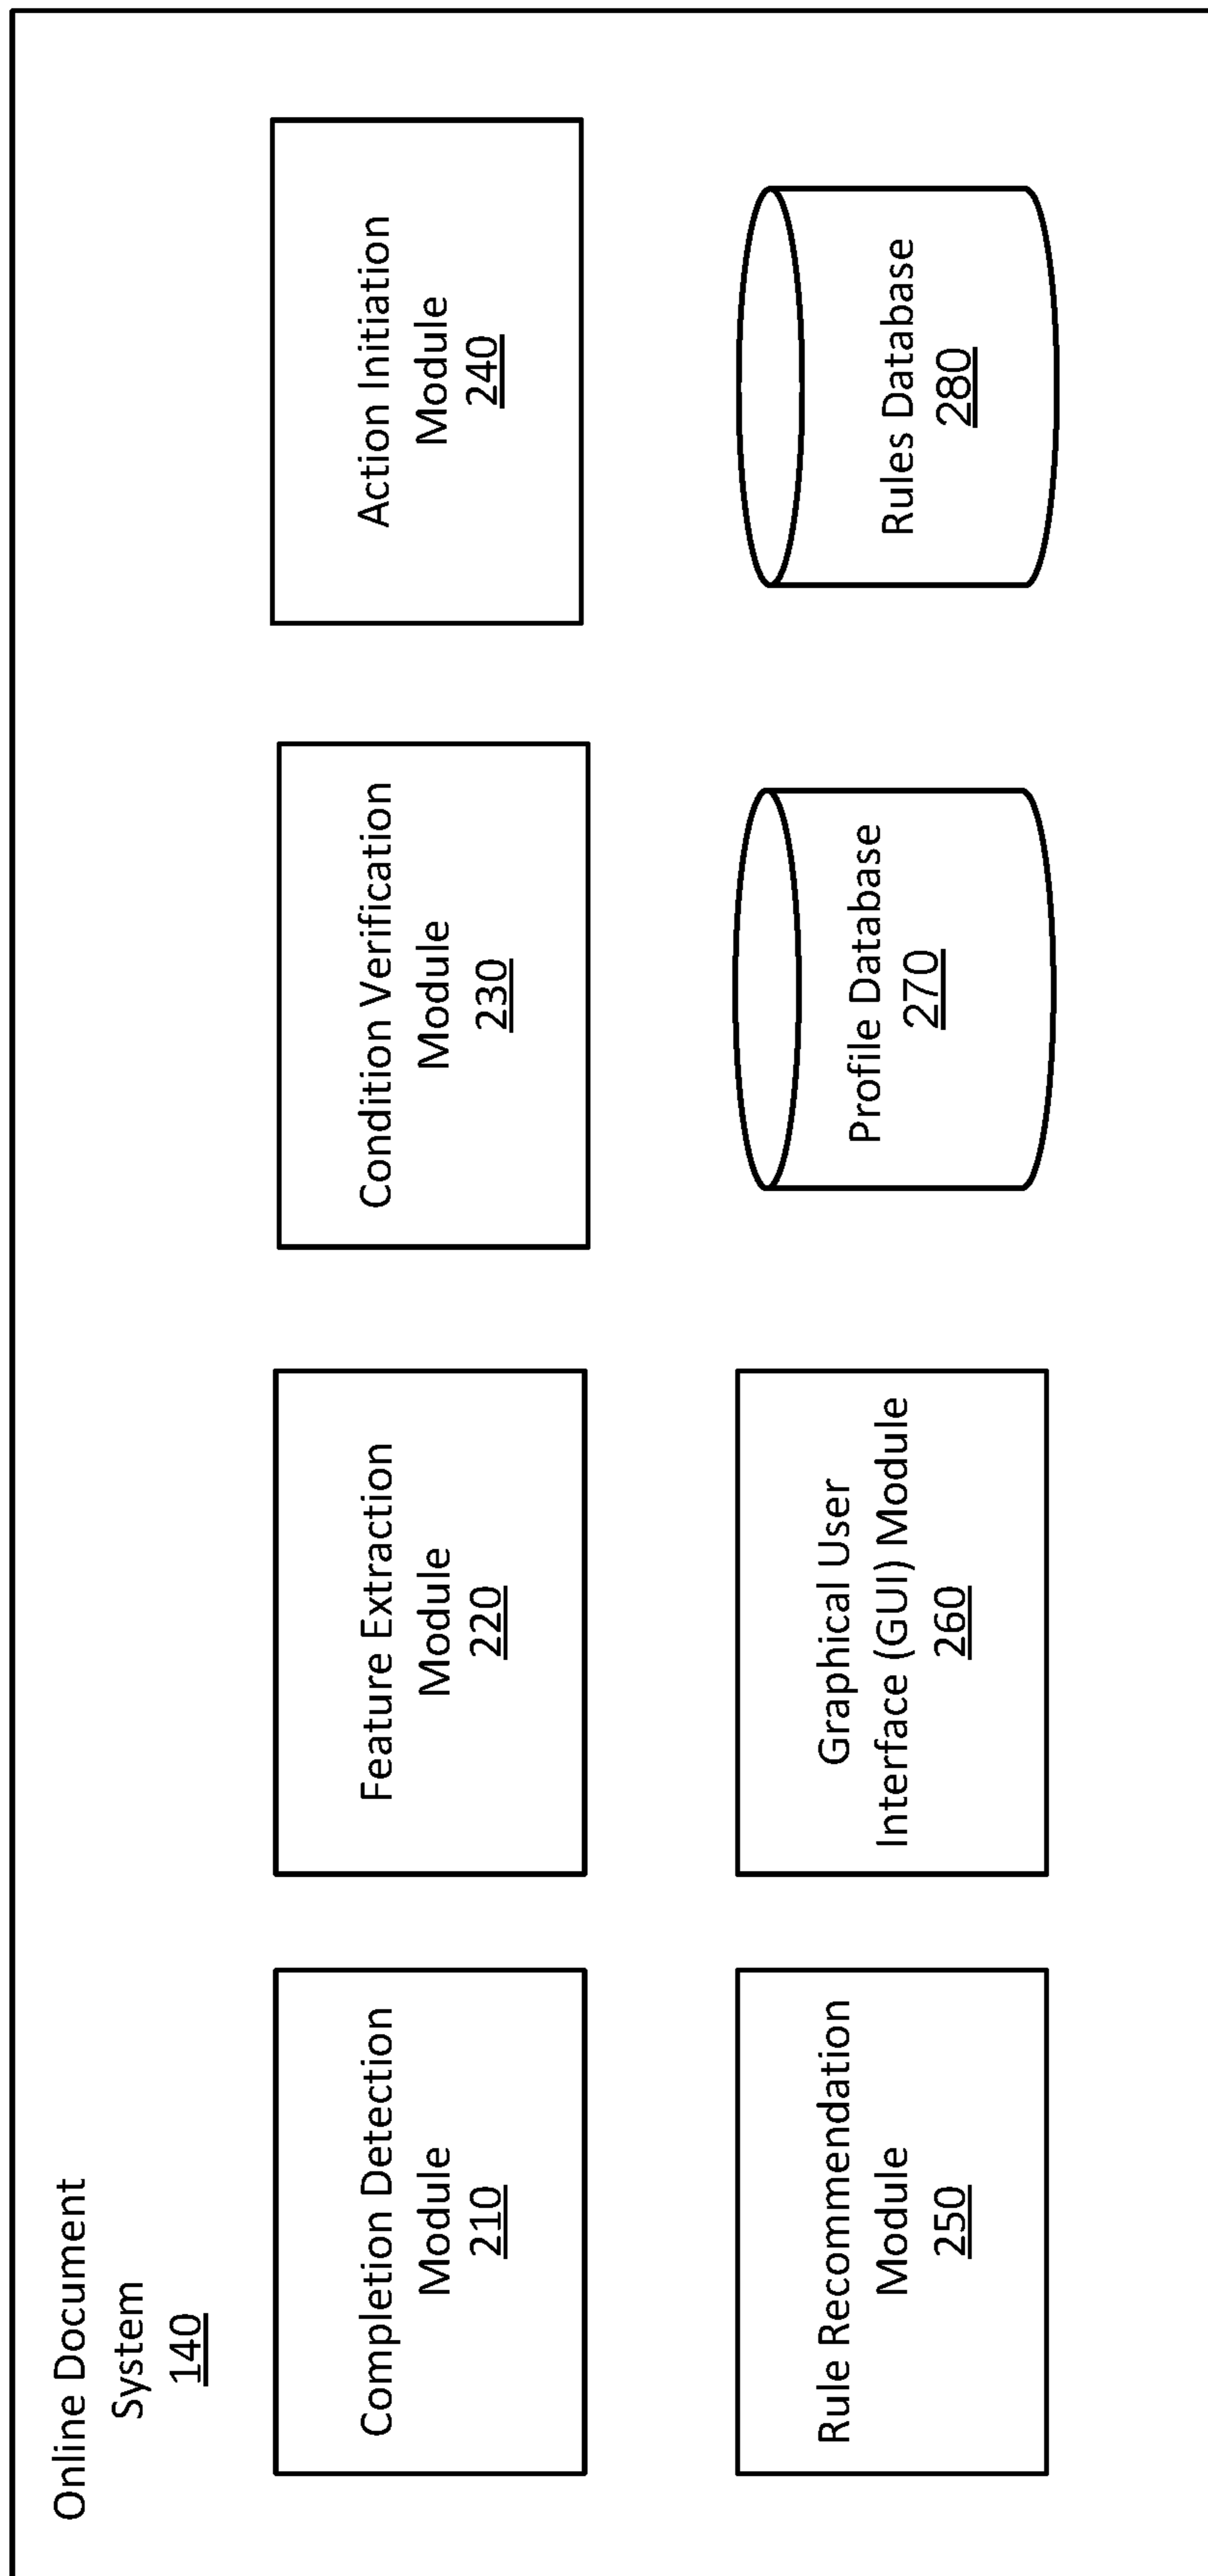 Online Document
System
140
Completion Detection
Module
210
Feature Extraction
Module
220
Condition Verification
Module
230
Action Initiation
Module
240
Rule Recommendation
Module
250
Graphical User
Interface (GUI) Module
260
Profile Database
270
Rules Database
280